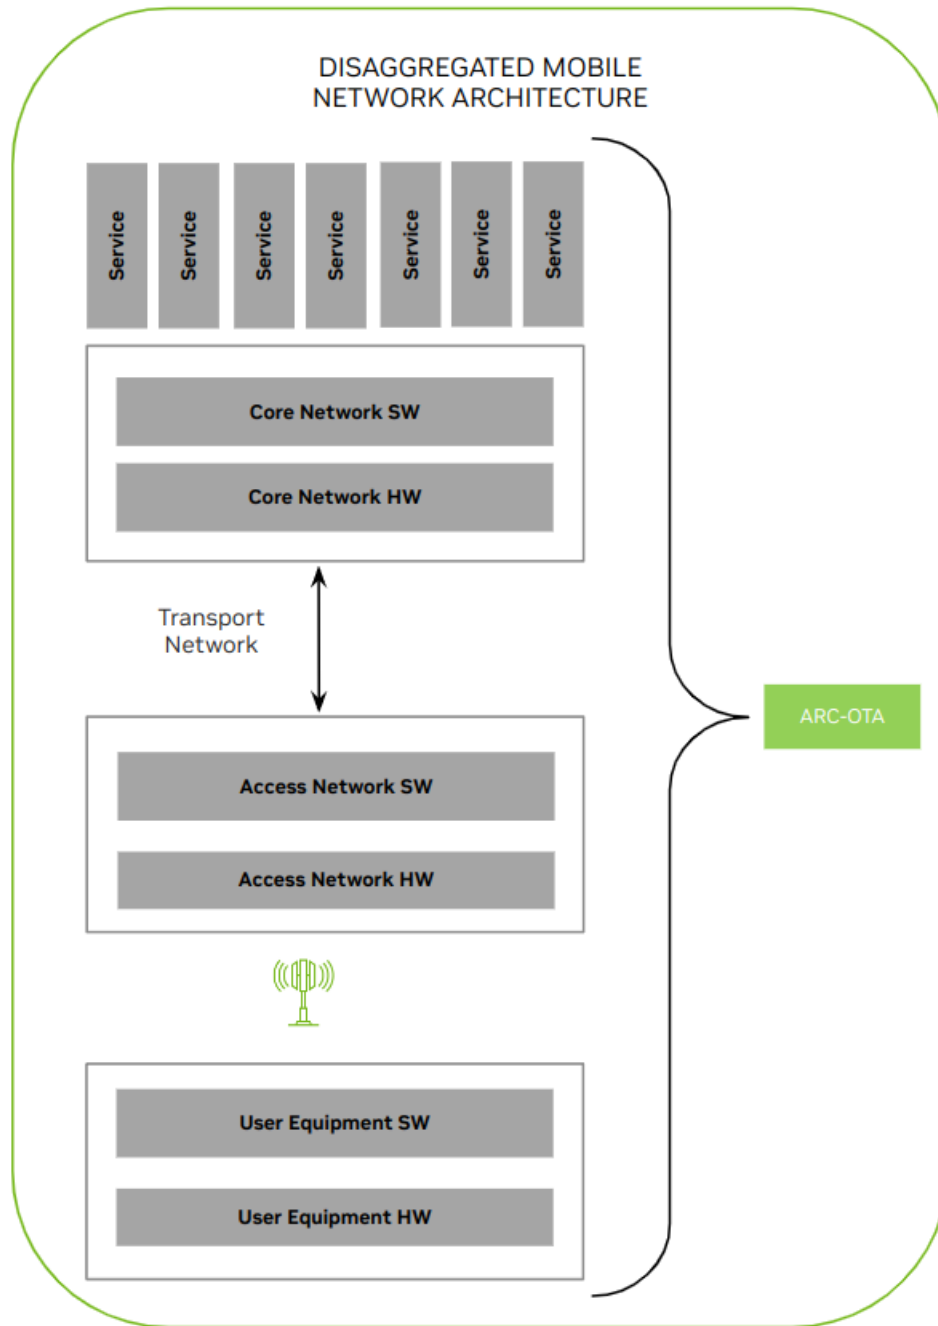 DISAGGREGATED MOBILE
NETWORK ARCHITECTURE
Service
Service
Service
Service
Service
Service
Service
Core Network SW
Core Network HW
Transport
Network
ARC-OTA
Access Network SW
Access Network HW
User Equipment SW
User Equipment HW